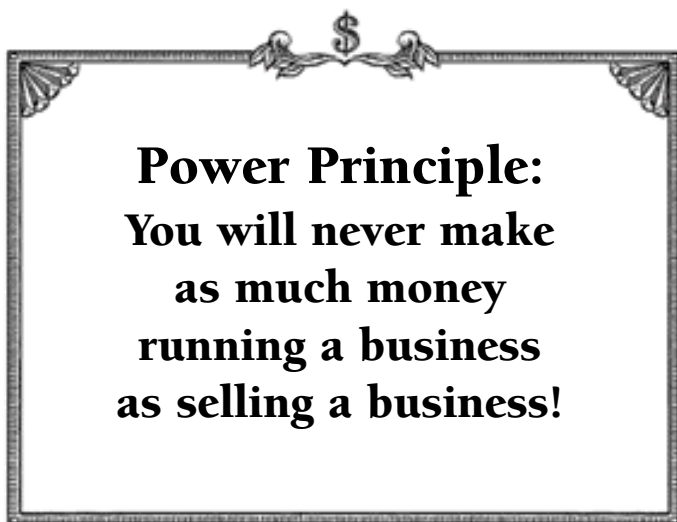 $
Power Principle:
You will never make
as much money
running a business
as selling a business!